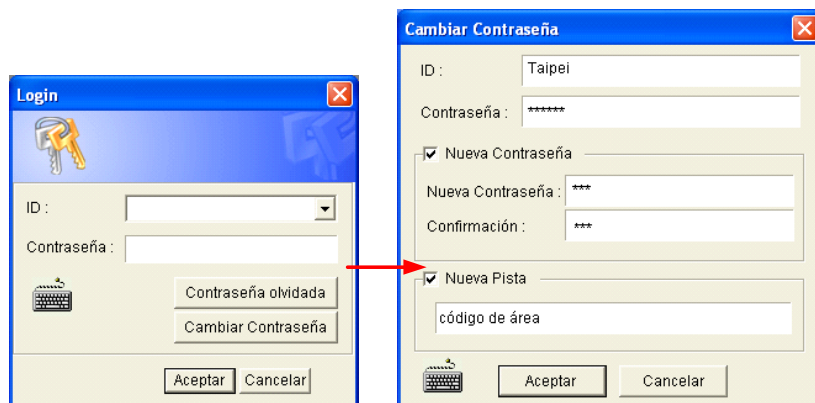 Login
ID :
Contraseña :
Contraseña olvidada
Cambiar Contraseña
Aceptar Cancelar
Cambiar Contraseña
ID : Taipei
Contraseña : ******
Nueva Contraseña
Nueva Contraseña : ***
Confirmación : ***
Nueva Pista
código de área
Aceptar Cancelar